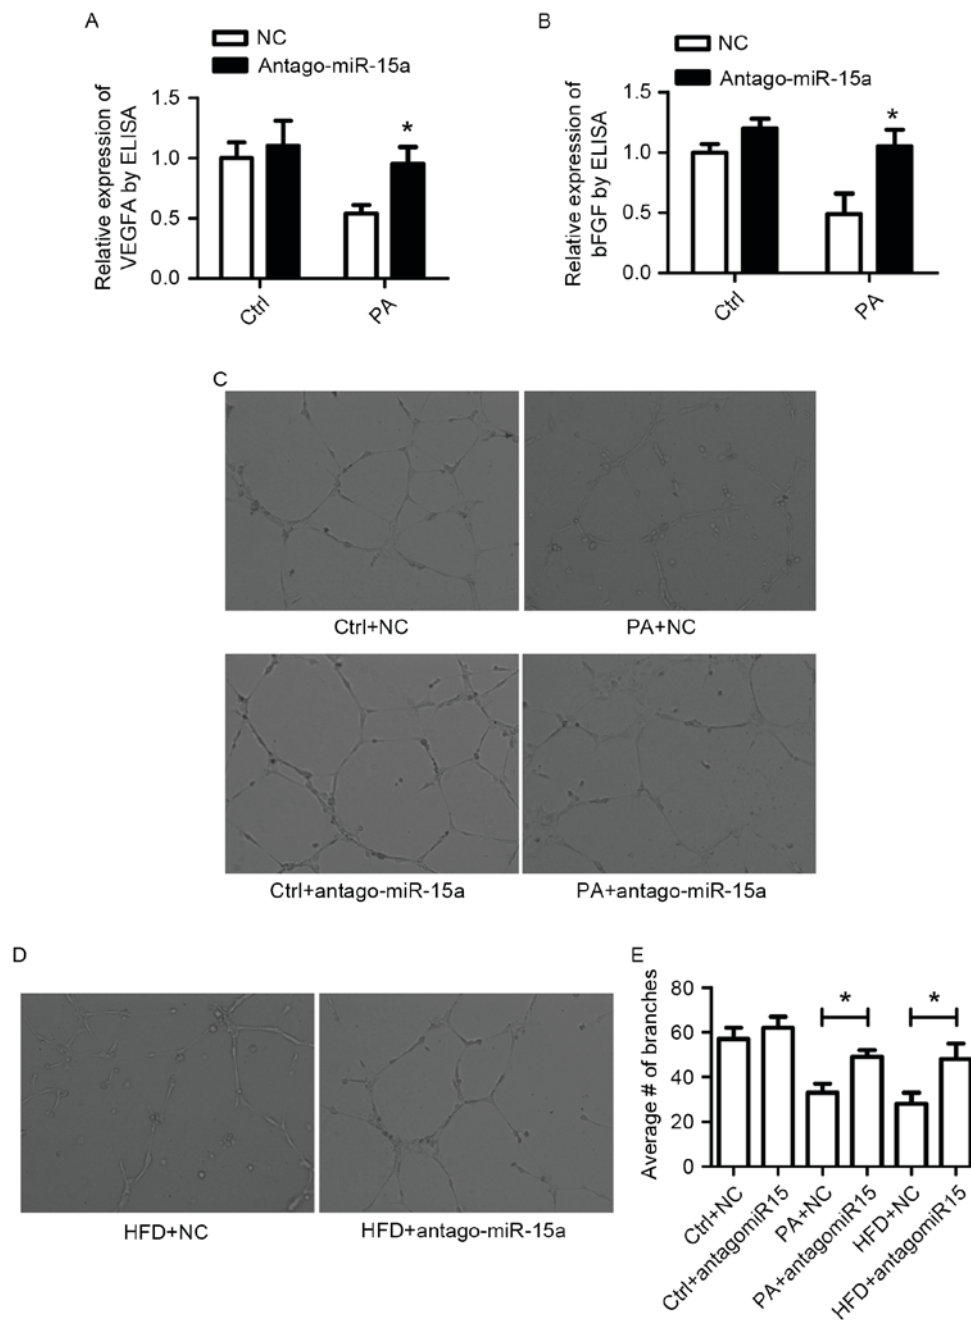 A
NC
Antago-miR-15a
Relative expression of
VEGFA by ELISA
1.5
1.0
0.5
0.0
*
Ctrl
PA
B
NC
Antago-miR-15a
Relative expression of
bFGF by ELISA
1.5
1.0
0.5
0.0
*
Ctrl
PA
C
Ctrl+NC
PA+NC
Ctrl+antago-miR-15a
PA+antago-miR-15a
D
HFD+NC
HFD+antago-miR-15a
E
Average # of branches
80
60
40
20
0
*
*
Ctrl+NC
Ctrl+antagomiR15
PA+NC
PA+antagomiR15
HFD+NC
HFD+antagomiR15